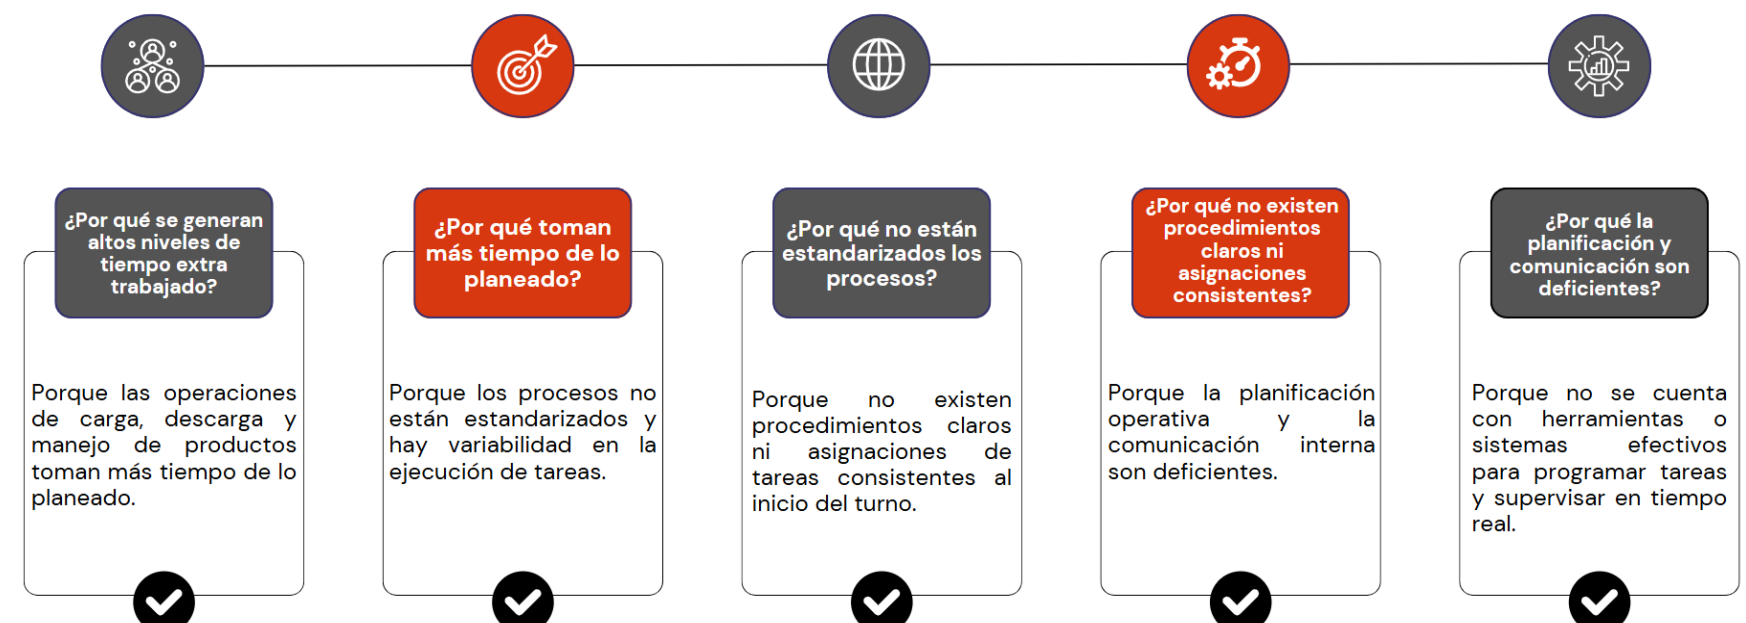 ¿Por qué se generan
altos niveles de
tiempo extra
trabajado?
Porque las operaciones
de carga, descarga y
manejo de productos
toman más tiempo de lo
planeado.
¿Por qué toman
más tiempo de lo
planeado?
Porque los procesos no
están estandarizados y
hay variabilidad en la
ejecución de tareas.
¿Por qué no están
estandarizados los
procesos?
Porque no existen
procedimientos claros
ni asignaciones de
tareas consistentes al
inicio del turno.
¿Por qué no existen
procedimientos
claros ni
asignaciones
consistentes?
Porque la planificación
operativa y la
comunicación interna
son deficientes.
¿Por qué la
planificación y
comunicación son
deficientes?
Porque no se cuenta
con herramientas o
sistemas efectivos
para programar tareas
y supervisar en tiempo
real.